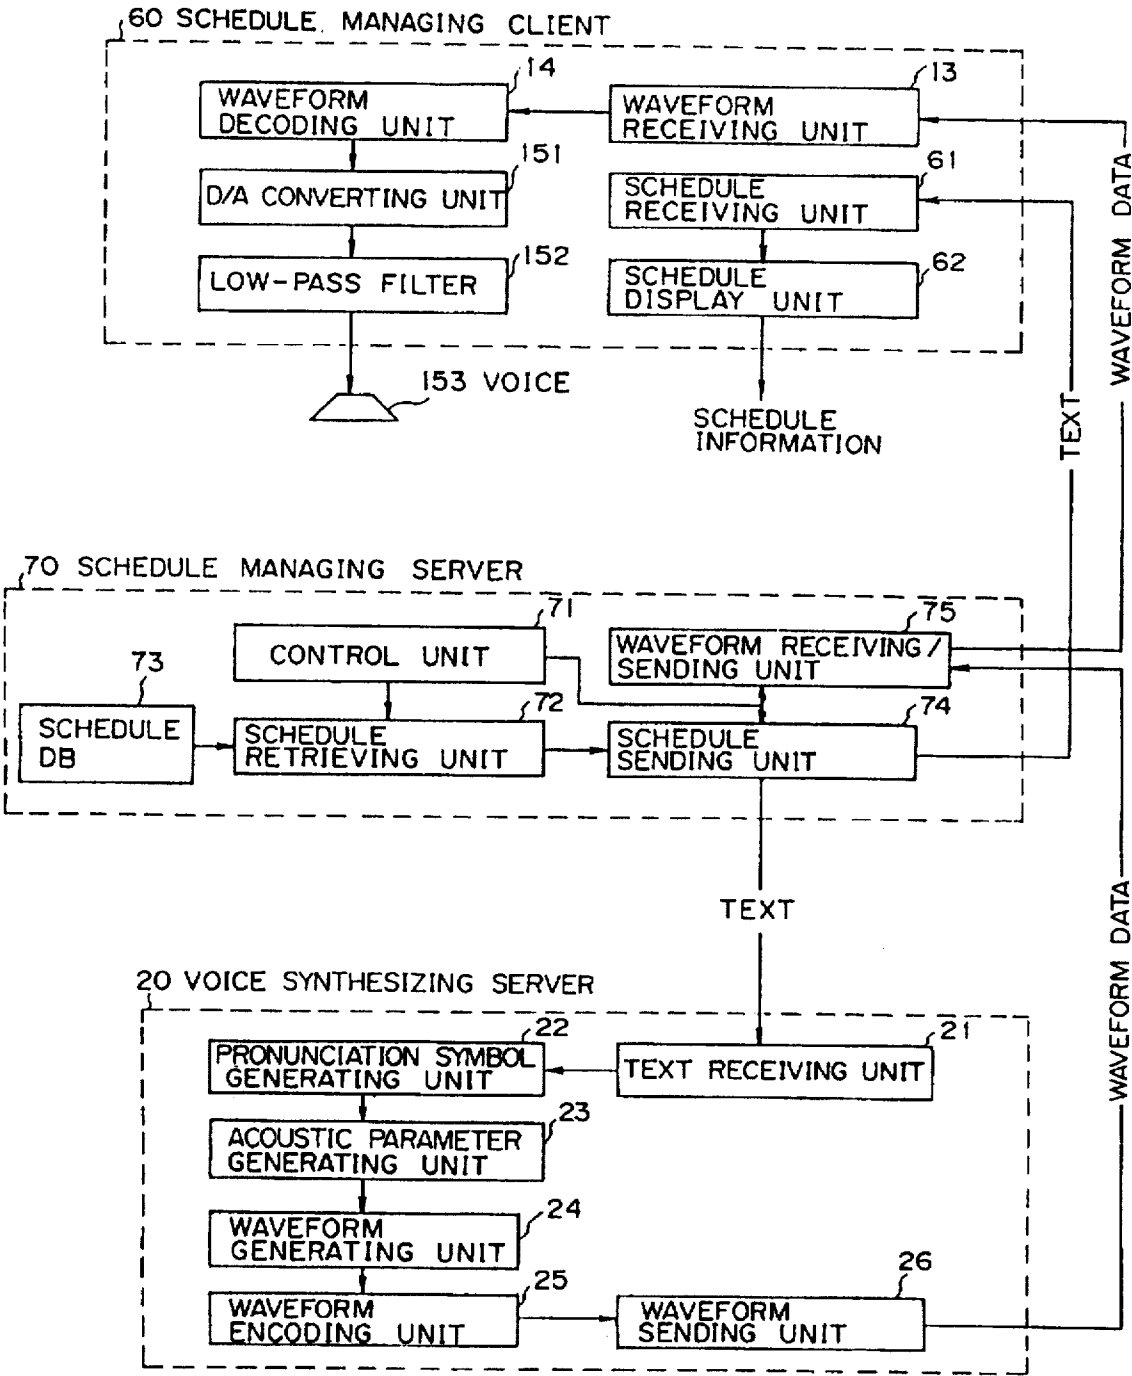 60 SCHEDULE MANAGING CLIENT
14
WAVEFORM
DECODING UNIT
13
WAVEFORM
RECEIVING UNIT
151
D/A CONVERTING UNIT
61
SCHEDULE
RECEIVING UNIT
152
LOW-PASS FILTER
62
SCHEDULE
DISPLAY UNIT
153 VOICE
SCHEDULE
INFORMATION
TEXT
WAVEFORM DATA
70 SCHEDULE MANAGING SERVER
71
CONTROL UNIT
75
WAVEFORM RECEIVING/
SENDING UNIT
73
SCHEDULE
DB
72
SCHEDULE
RETRIEVING UNIT
74
SCHEDULE
SENDING UNIT
TEXT
WAVEFORM DATA
20 VOICE SYNTHESIZING SERVER
22
PRONUNCIATION SYMBOL
GENERATING UNIT
21
TEXT RECEIVING UNIT
23
ACOUSTIC PARAMETER
GENERATING UNIT
24
WAVEFORM
GENERATING UNIT
25
WAVEFORM
ENCODING UNIT
26
WAVEFORM
SENDING UNIT